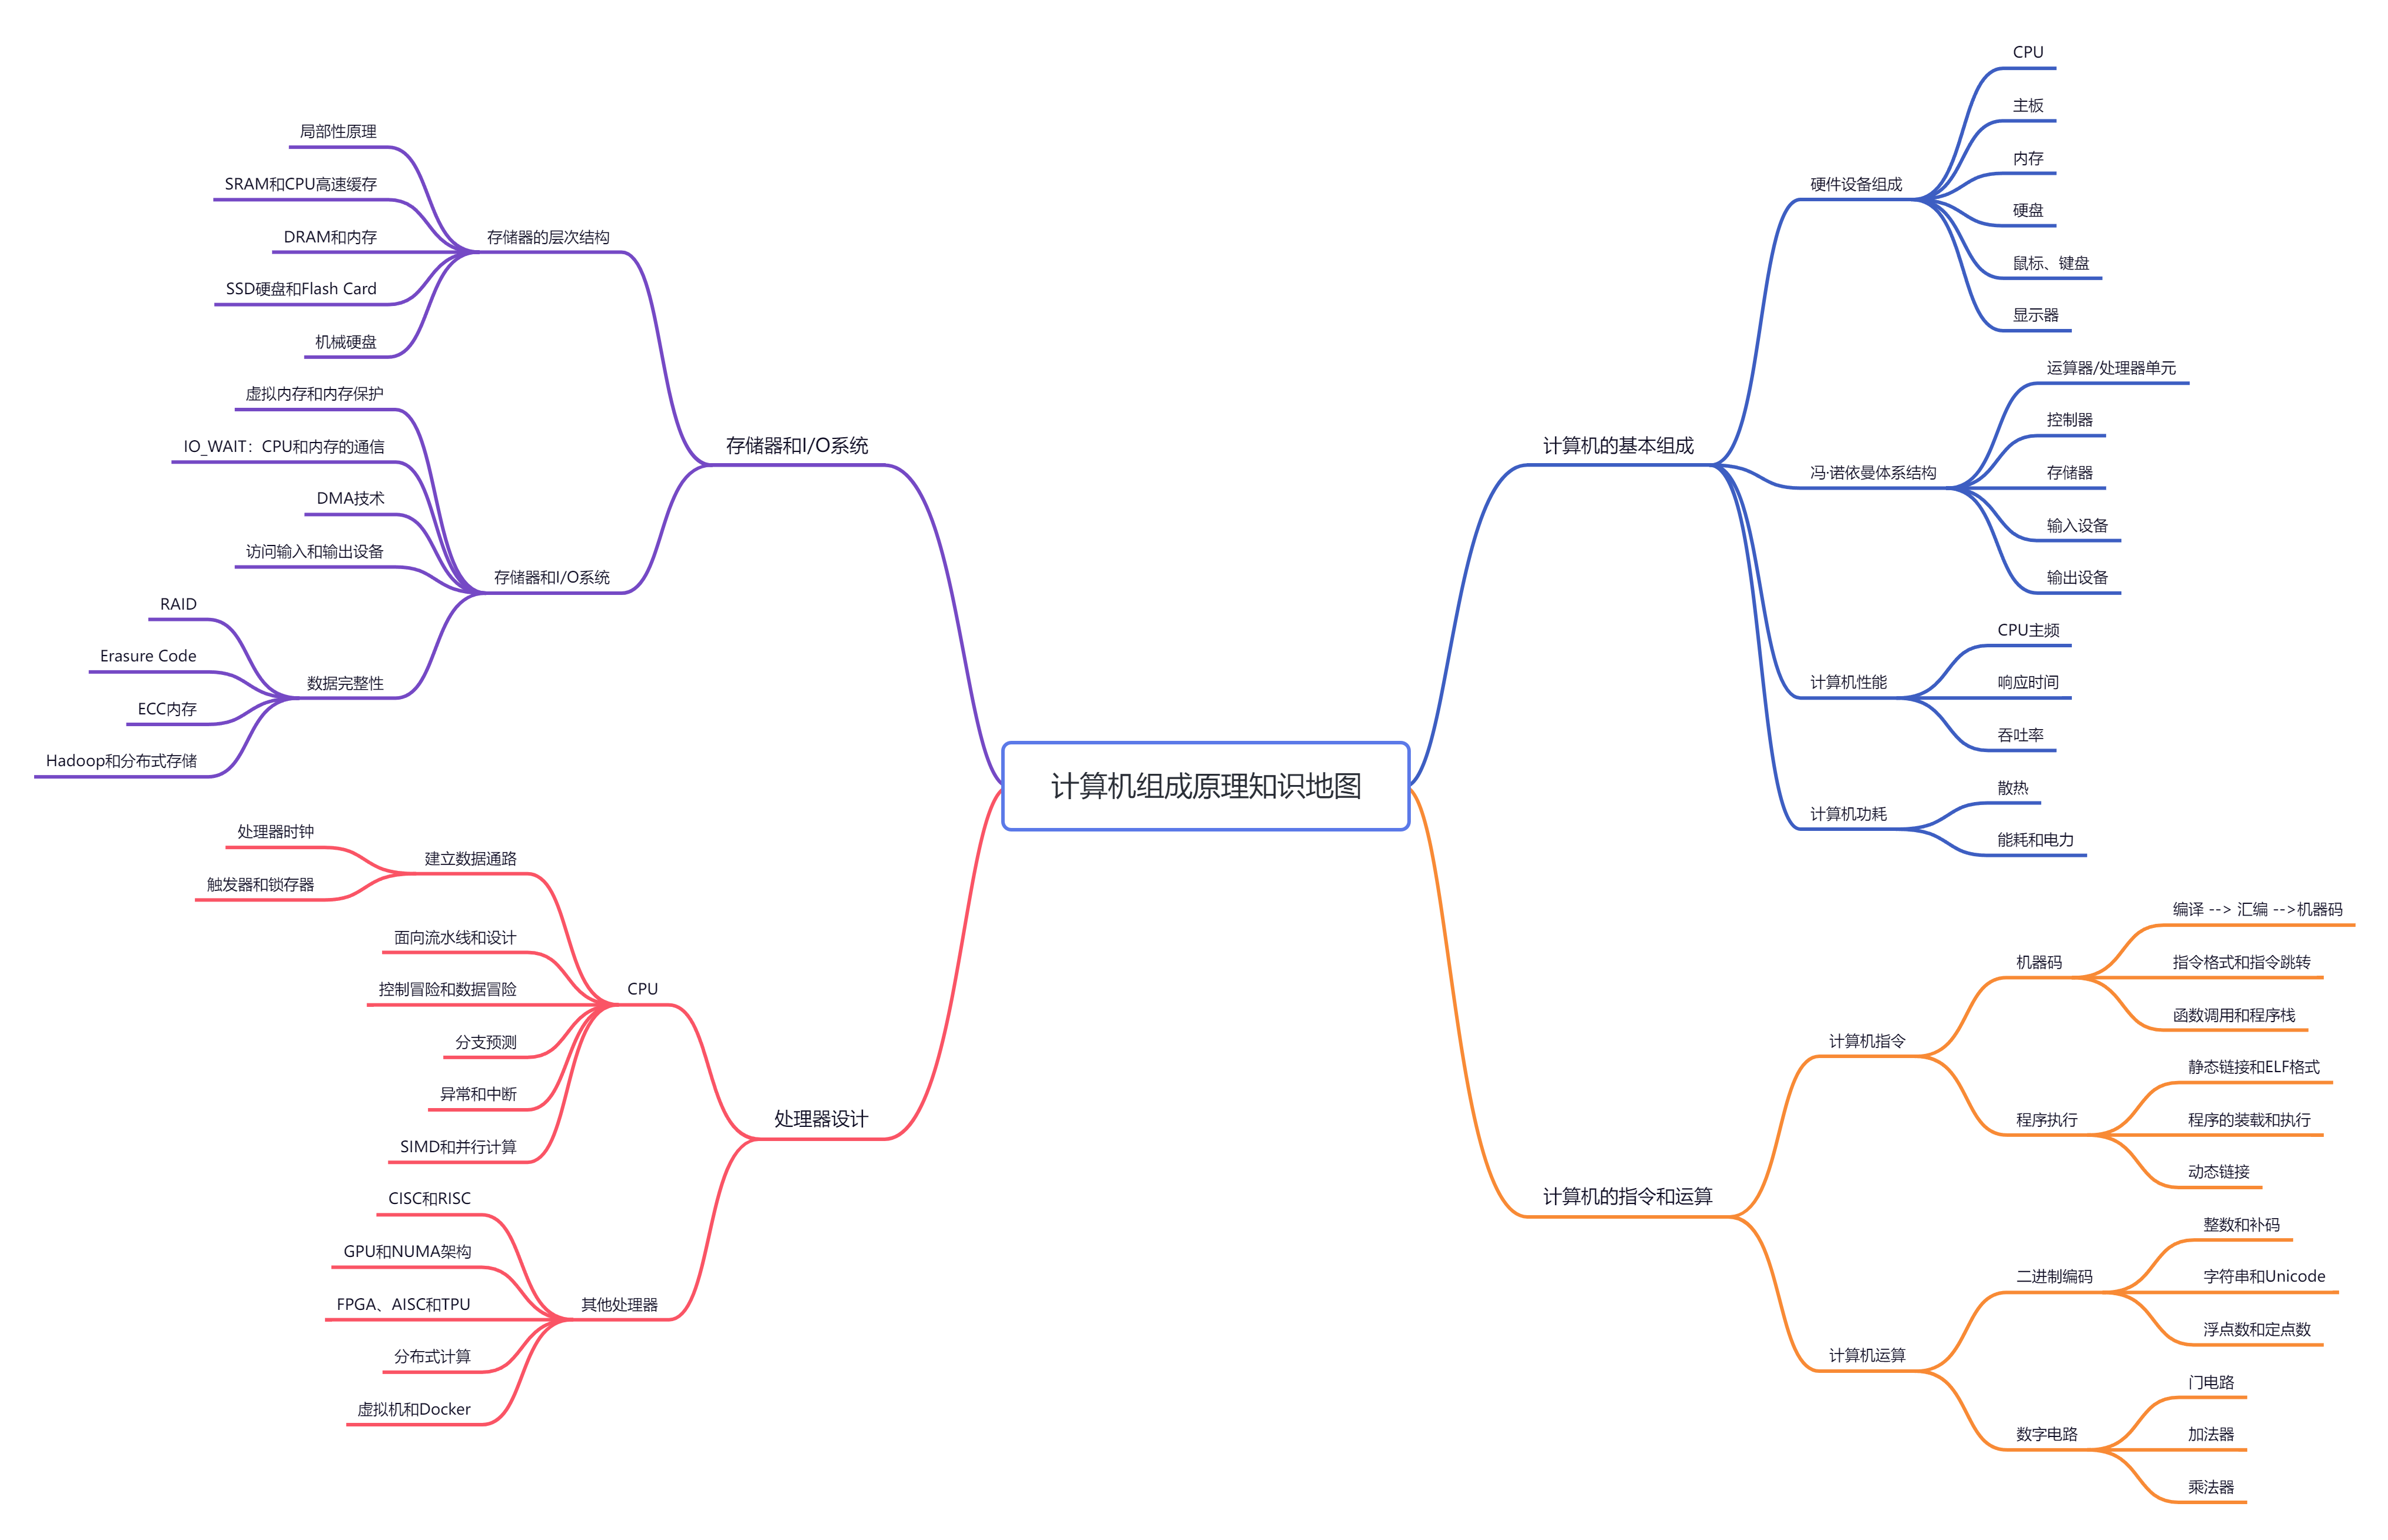 计算机组成原理知识地图
计算机的基本组成
硬件设备组成
CPU
主板
内存
硬盘
鼠标、键盘
显示器
冯·诺依曼体系结构
运算器/处理器单元
控制器
存储器
输入设备
输出设备
计算机性能
CPU主频
响应时间
吞吐率
计算机功耗
散热
能耗和电力
计算机的指令和运算
计算机指令
机器码
编译 --> 汇编 -->机器码
指令格式和指令跳转
函数调用和程序栈
程序执行
静态链接和ELF格式
程序的装载和执行
动态链接
计算机运算
二进制编码
整数和补码
字符串和Unicode
浮点数和定点数
数字电路
门电路
加法器
乘法器
存储器和I/O系统
存储器的层次结构
局部性原理
SRAM和CPU高速缓存
DRAM和内存
SSD硬盘和Flash Card
机械硬盘
存储器和I/O系统
虚拟内存和内存保护
IO_WAIT：CPU和内存的通信
DMA技术
访问输入和输出设备
数据完整性
RAID
Erasure Code
ECC内存
Hadoop和分布式存储
处理器设计
CPU
建立数据通路
处理器时钟
触发器和锁存器
面向流水线和设计
控制冒险和数据冒险
分支预测
异常和中断
SIMD和并行计算
其他处理器
CISC和RISC
GPU和NUMA架构
FPGA、AISC和TPU
分布式计算
虚拟机和Docker